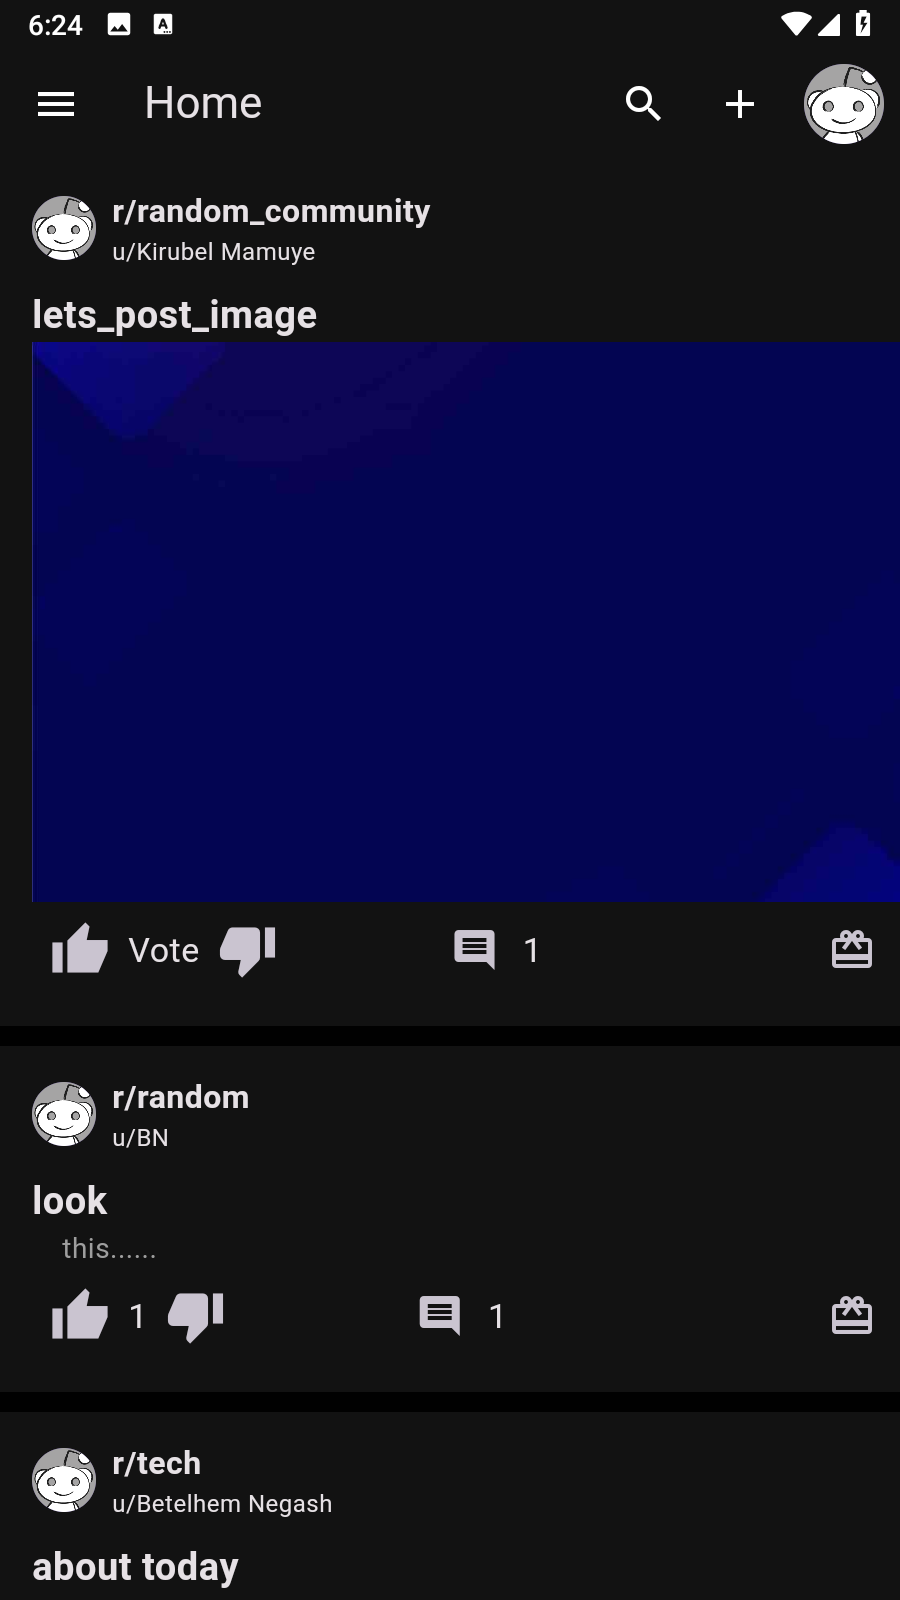 6:24
Home
r/random_community
u/Kirubel Mamuye
lets_post_image
Vote
1
r/random
u/BN
look
this......
1
1
r/tech
u/Betelhem Negash
about today